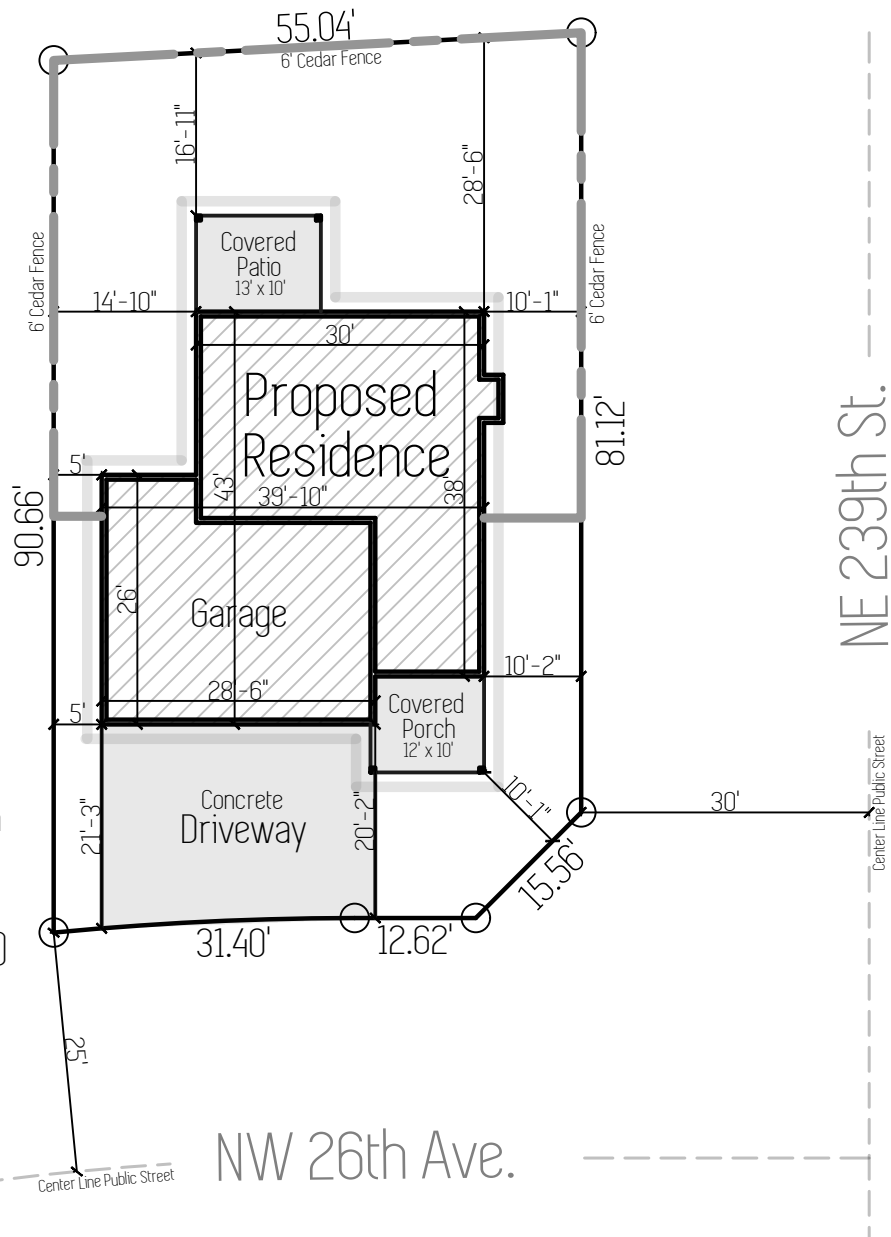 55.04'
6' Cedar Fence
16'-11"
28'-6"
Covered
Patio
13' x 10'
6' Cedar Fence
6' Cedar Fence
14'-10"
10'-1"
30'
Proposed
Residence
81.12'
NE 239th St.
5'
43'
38'
39'-10"
90.66'
26'
Garage
10'-2"
28'-6"
5'
Covered
Porch
12' x 10'
Concrete
Driveway
21'-3"
20'-2"
10'-1"
30'
Center Line Public Street
15.56'
31.40'
12.62'
25'
NW 26th Ave.
Center Line Public Street